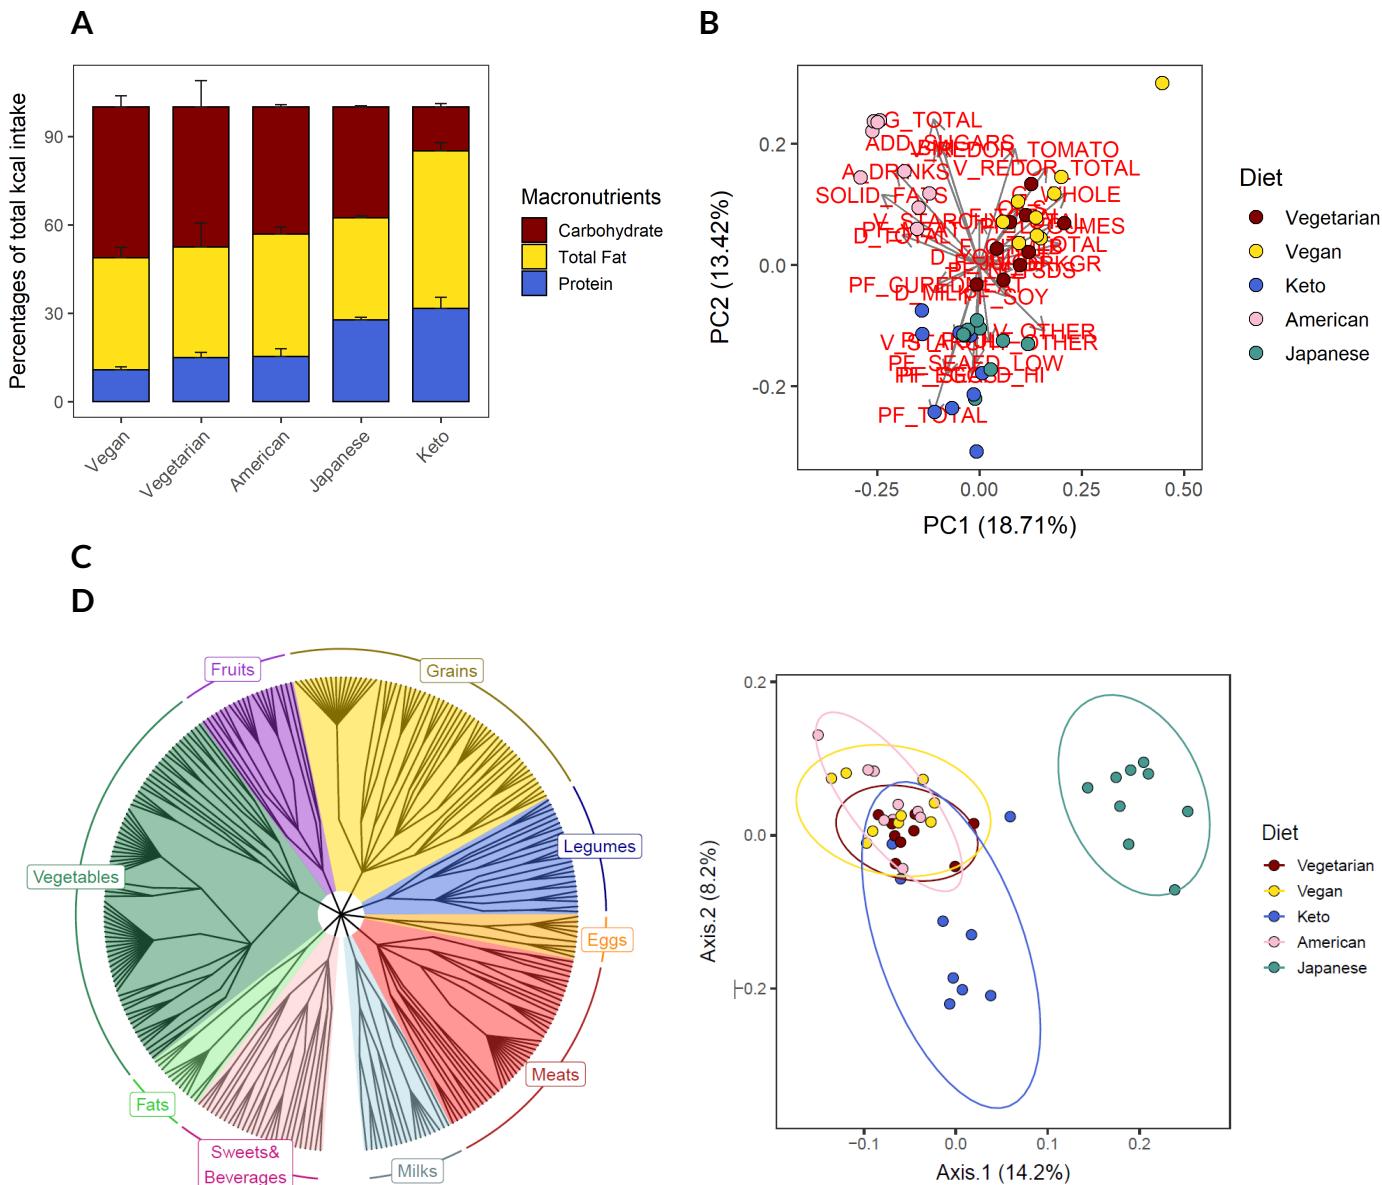 A
B
Percentages of total kcal intake
90
60
30
0
Vegan
Vegetarian
American
Japanese
Keto
Macronutrients
Carbohydrate
Total Fat
Protein
PC2 (13.42%)
0.2
0.0
-0.2
G_TOTAL
ADD_SUGARS
V_REDOR_TOMATO
A_DRINKS
V_REDOR_TOTAL
SOLID_FATS
D_TOTAL
D_MILK
PF_SOY
V_OTHER
PF_SEAFD_LOW
PF_TOTAL
-0.25
0.00
0.25
0.50
PC1 (18.71%)
Diet
Vegetarian
Vegan
Keto
American
Japanese
C
D
Fruits
Grains
Legumes
Vegetables
Eggs
Meats
Fats
Sweets&
Beverages
Milks
Axis.2 (8.2%)
0.2
0.0
−0.2
−0.1
0.0
0.1
0.2
Axis.1 (14.2%)
Diet
Vegetarian
Vegan
Keto
American
Japanese